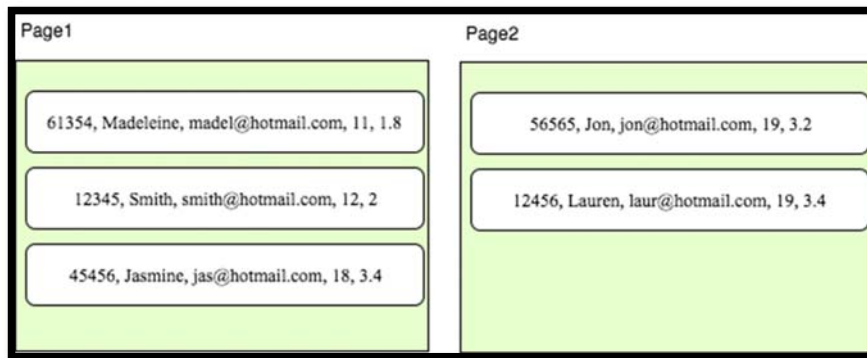 Page1
61354, Madeleine, madel@hotmail.com, 11, 1.8
12345, Smith, smith@hotmail.com, 12, 2
45456, Jasmine, jas@hotmail.com, 18, 3.4
Page2
56565, Jon, jon@hotmail.com, 19, 3.2
12456, Lauren, laur@hotmail.com, 19, 3.4